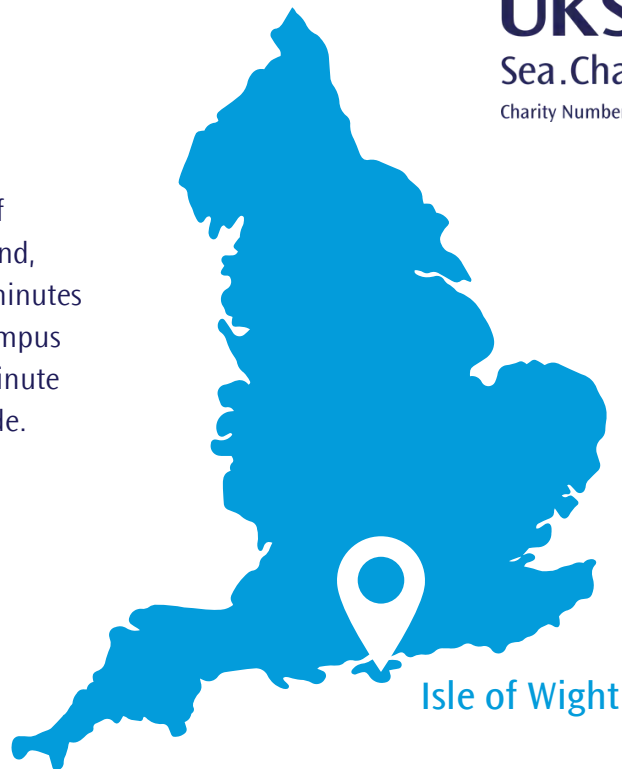 UKS
Sea.Cha
Charity Number
f
nd,
minutes
mpus
inute
le.
Isle of Wight